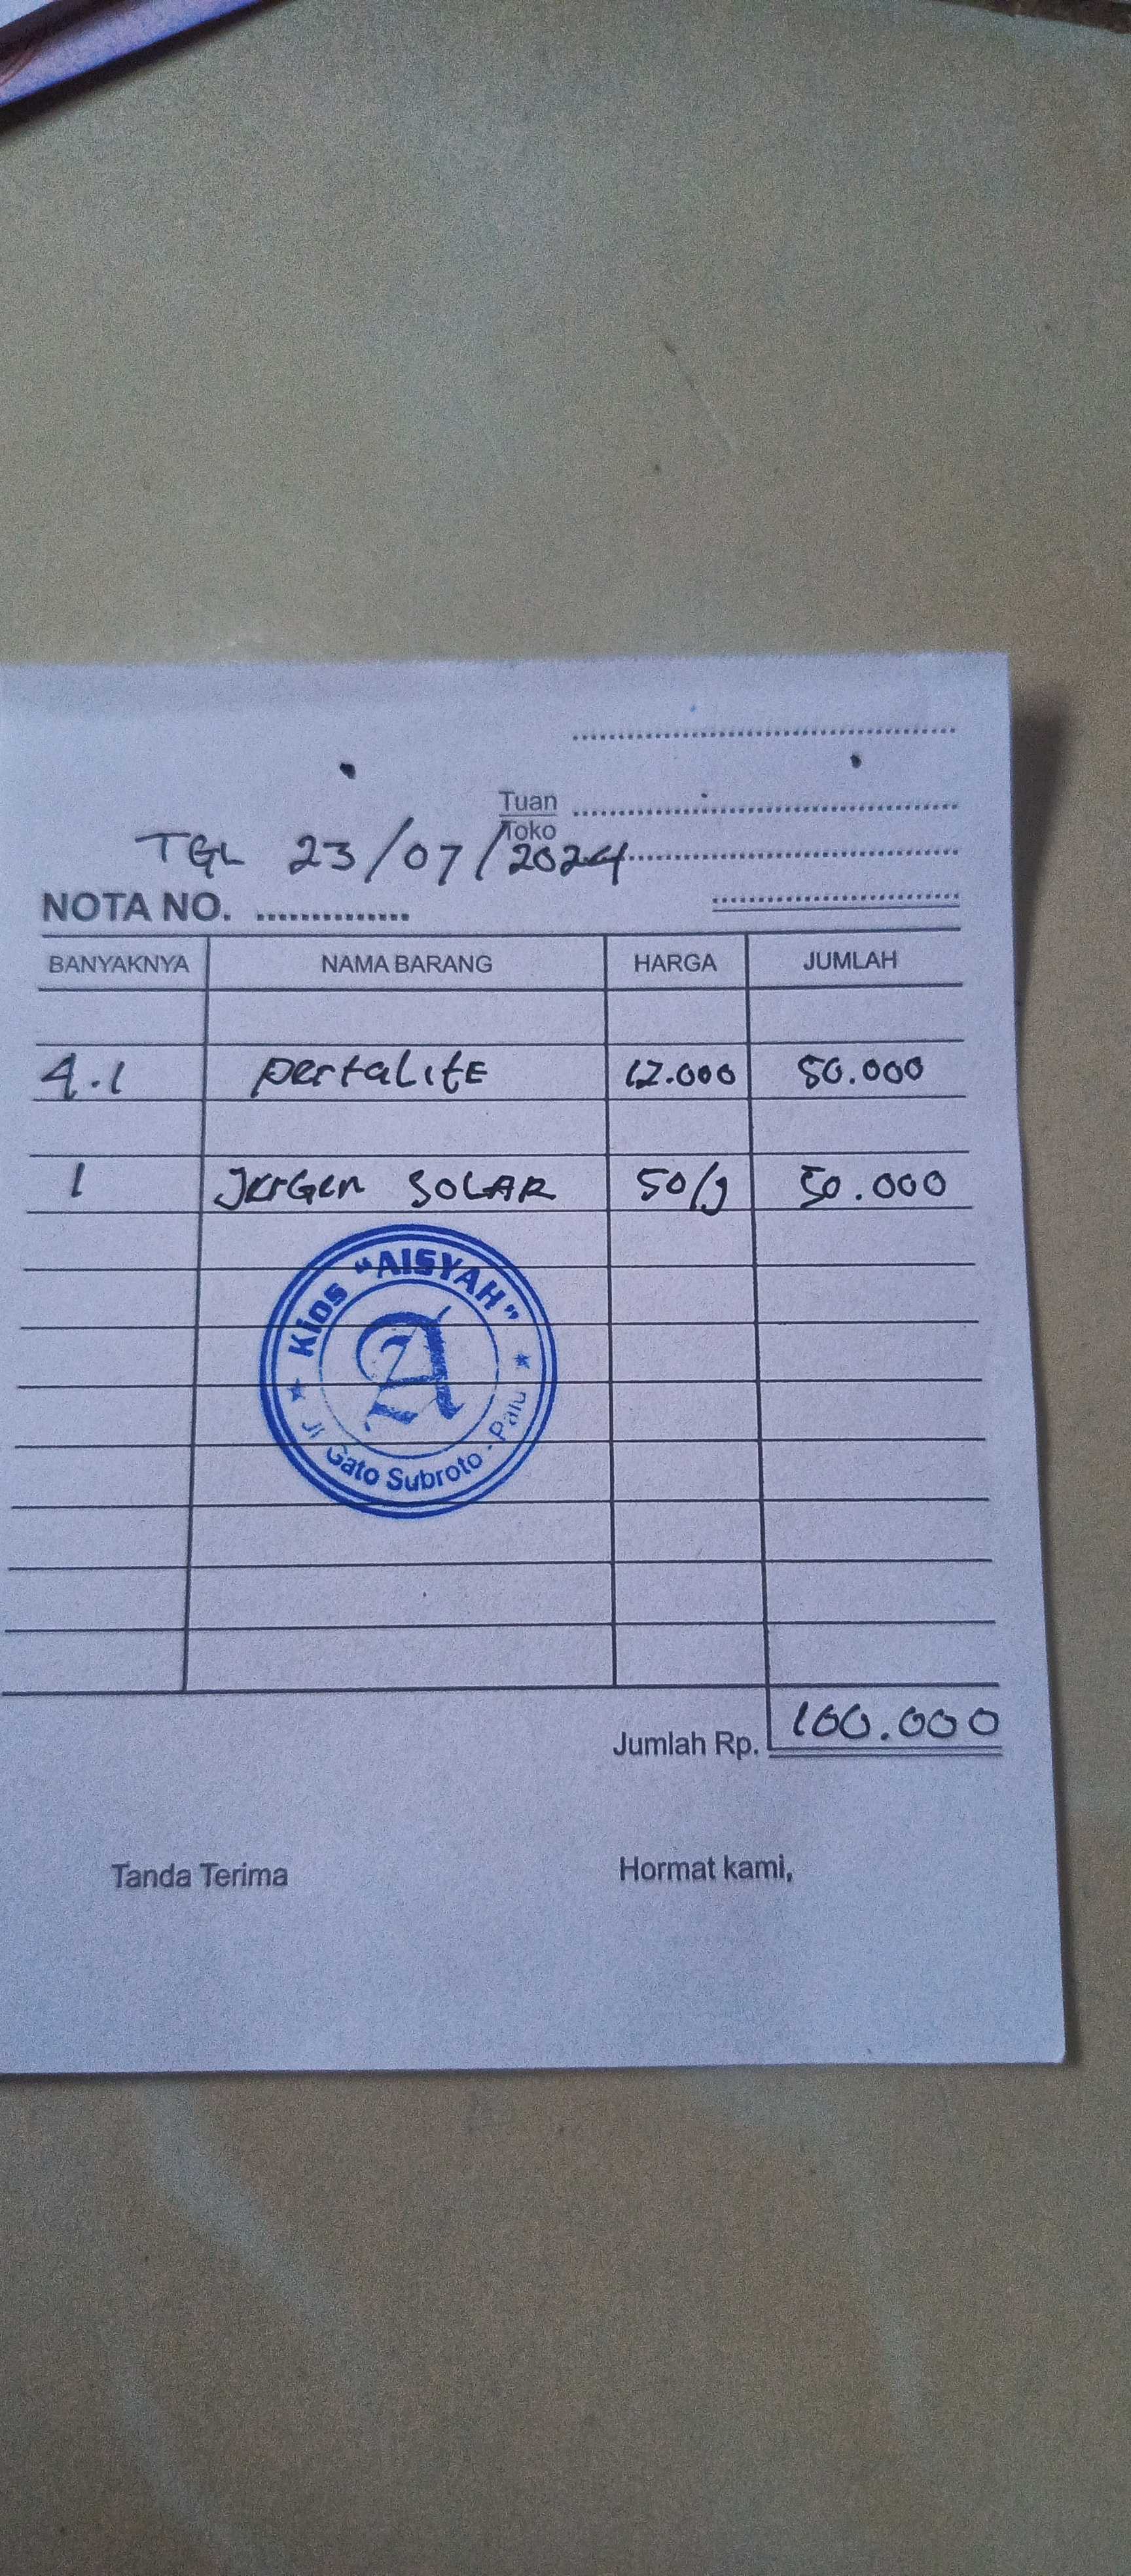 Tuan
Toko
TGL 23/07/2024
NOTA NO.
BANYAKNYA NAMA BARANG HARGA JUMLAH
4.1 pertaLitE 12.000 50.000
1 JerGen SOLAR 50/J 50.000
Kios "AISYAH"
A
Jl Gato Subroto - Palu
Jumlah Rp. 100.000
Tanda Terima Hormat kami,